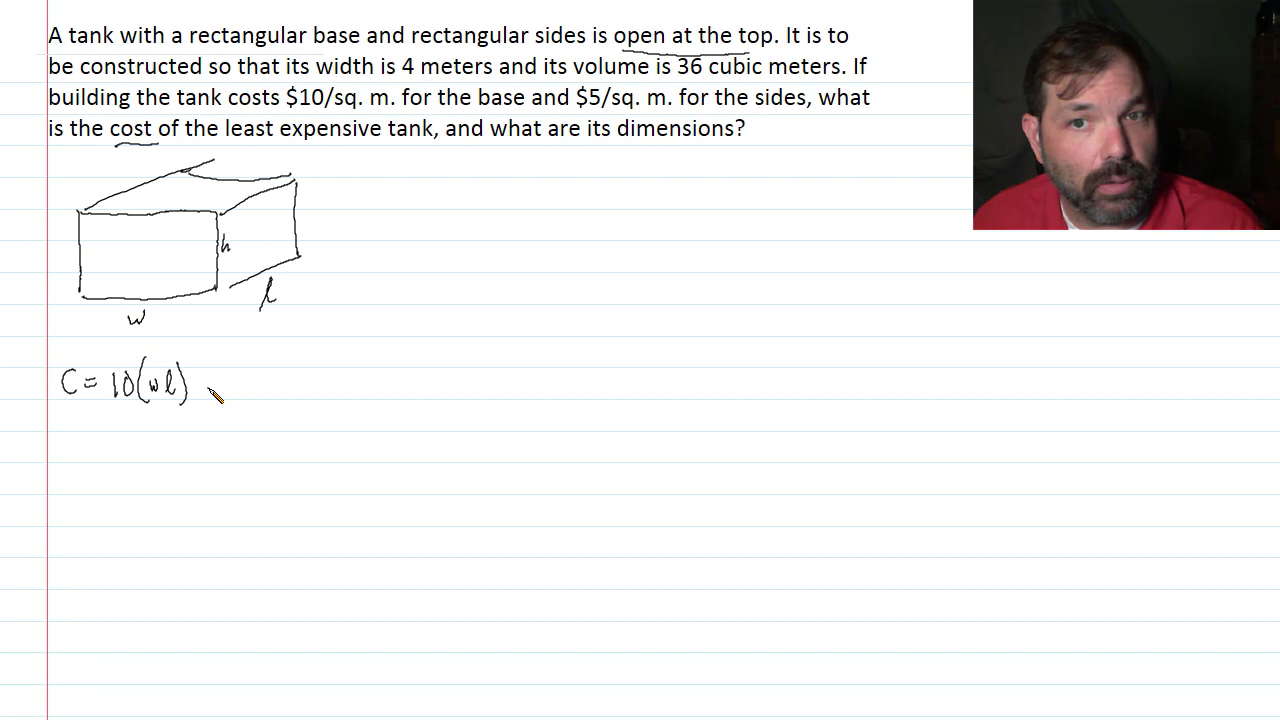 A tank with a rectangular base and rectangular sides is open at the top. It is to
be constructed so that its width is 4 meters and its volume is 36 cubic meters. If
building the tank costs $10/sq. m. for the base and $5/sq. m. for the sides, what
is the cost of the least expensive tank, and what are its dimensions?
h
l
w
C = 10(wl)